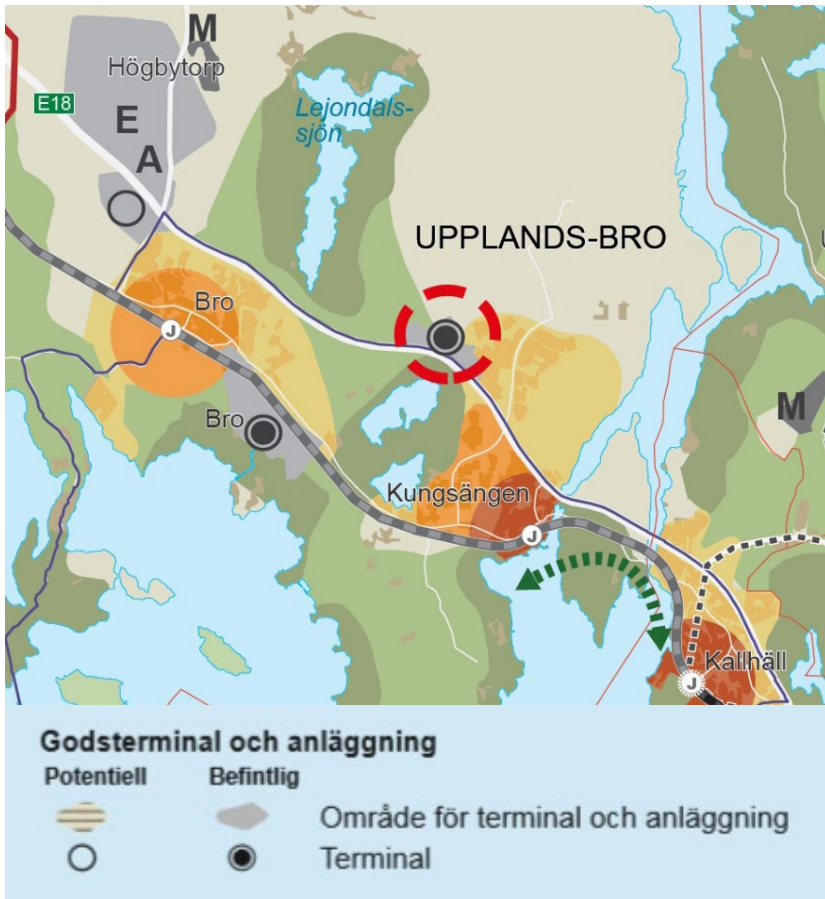 M
Högbytorp
E18
E
A
Lejondals-
sjön
UPPLANDS-BRO
Bro
J
Bro
M
Kungsängen
J
Kallhäll
J
Godsterminal och anläggning
Potentiell Befintlig
Område för terminal och anläggning
Terminal